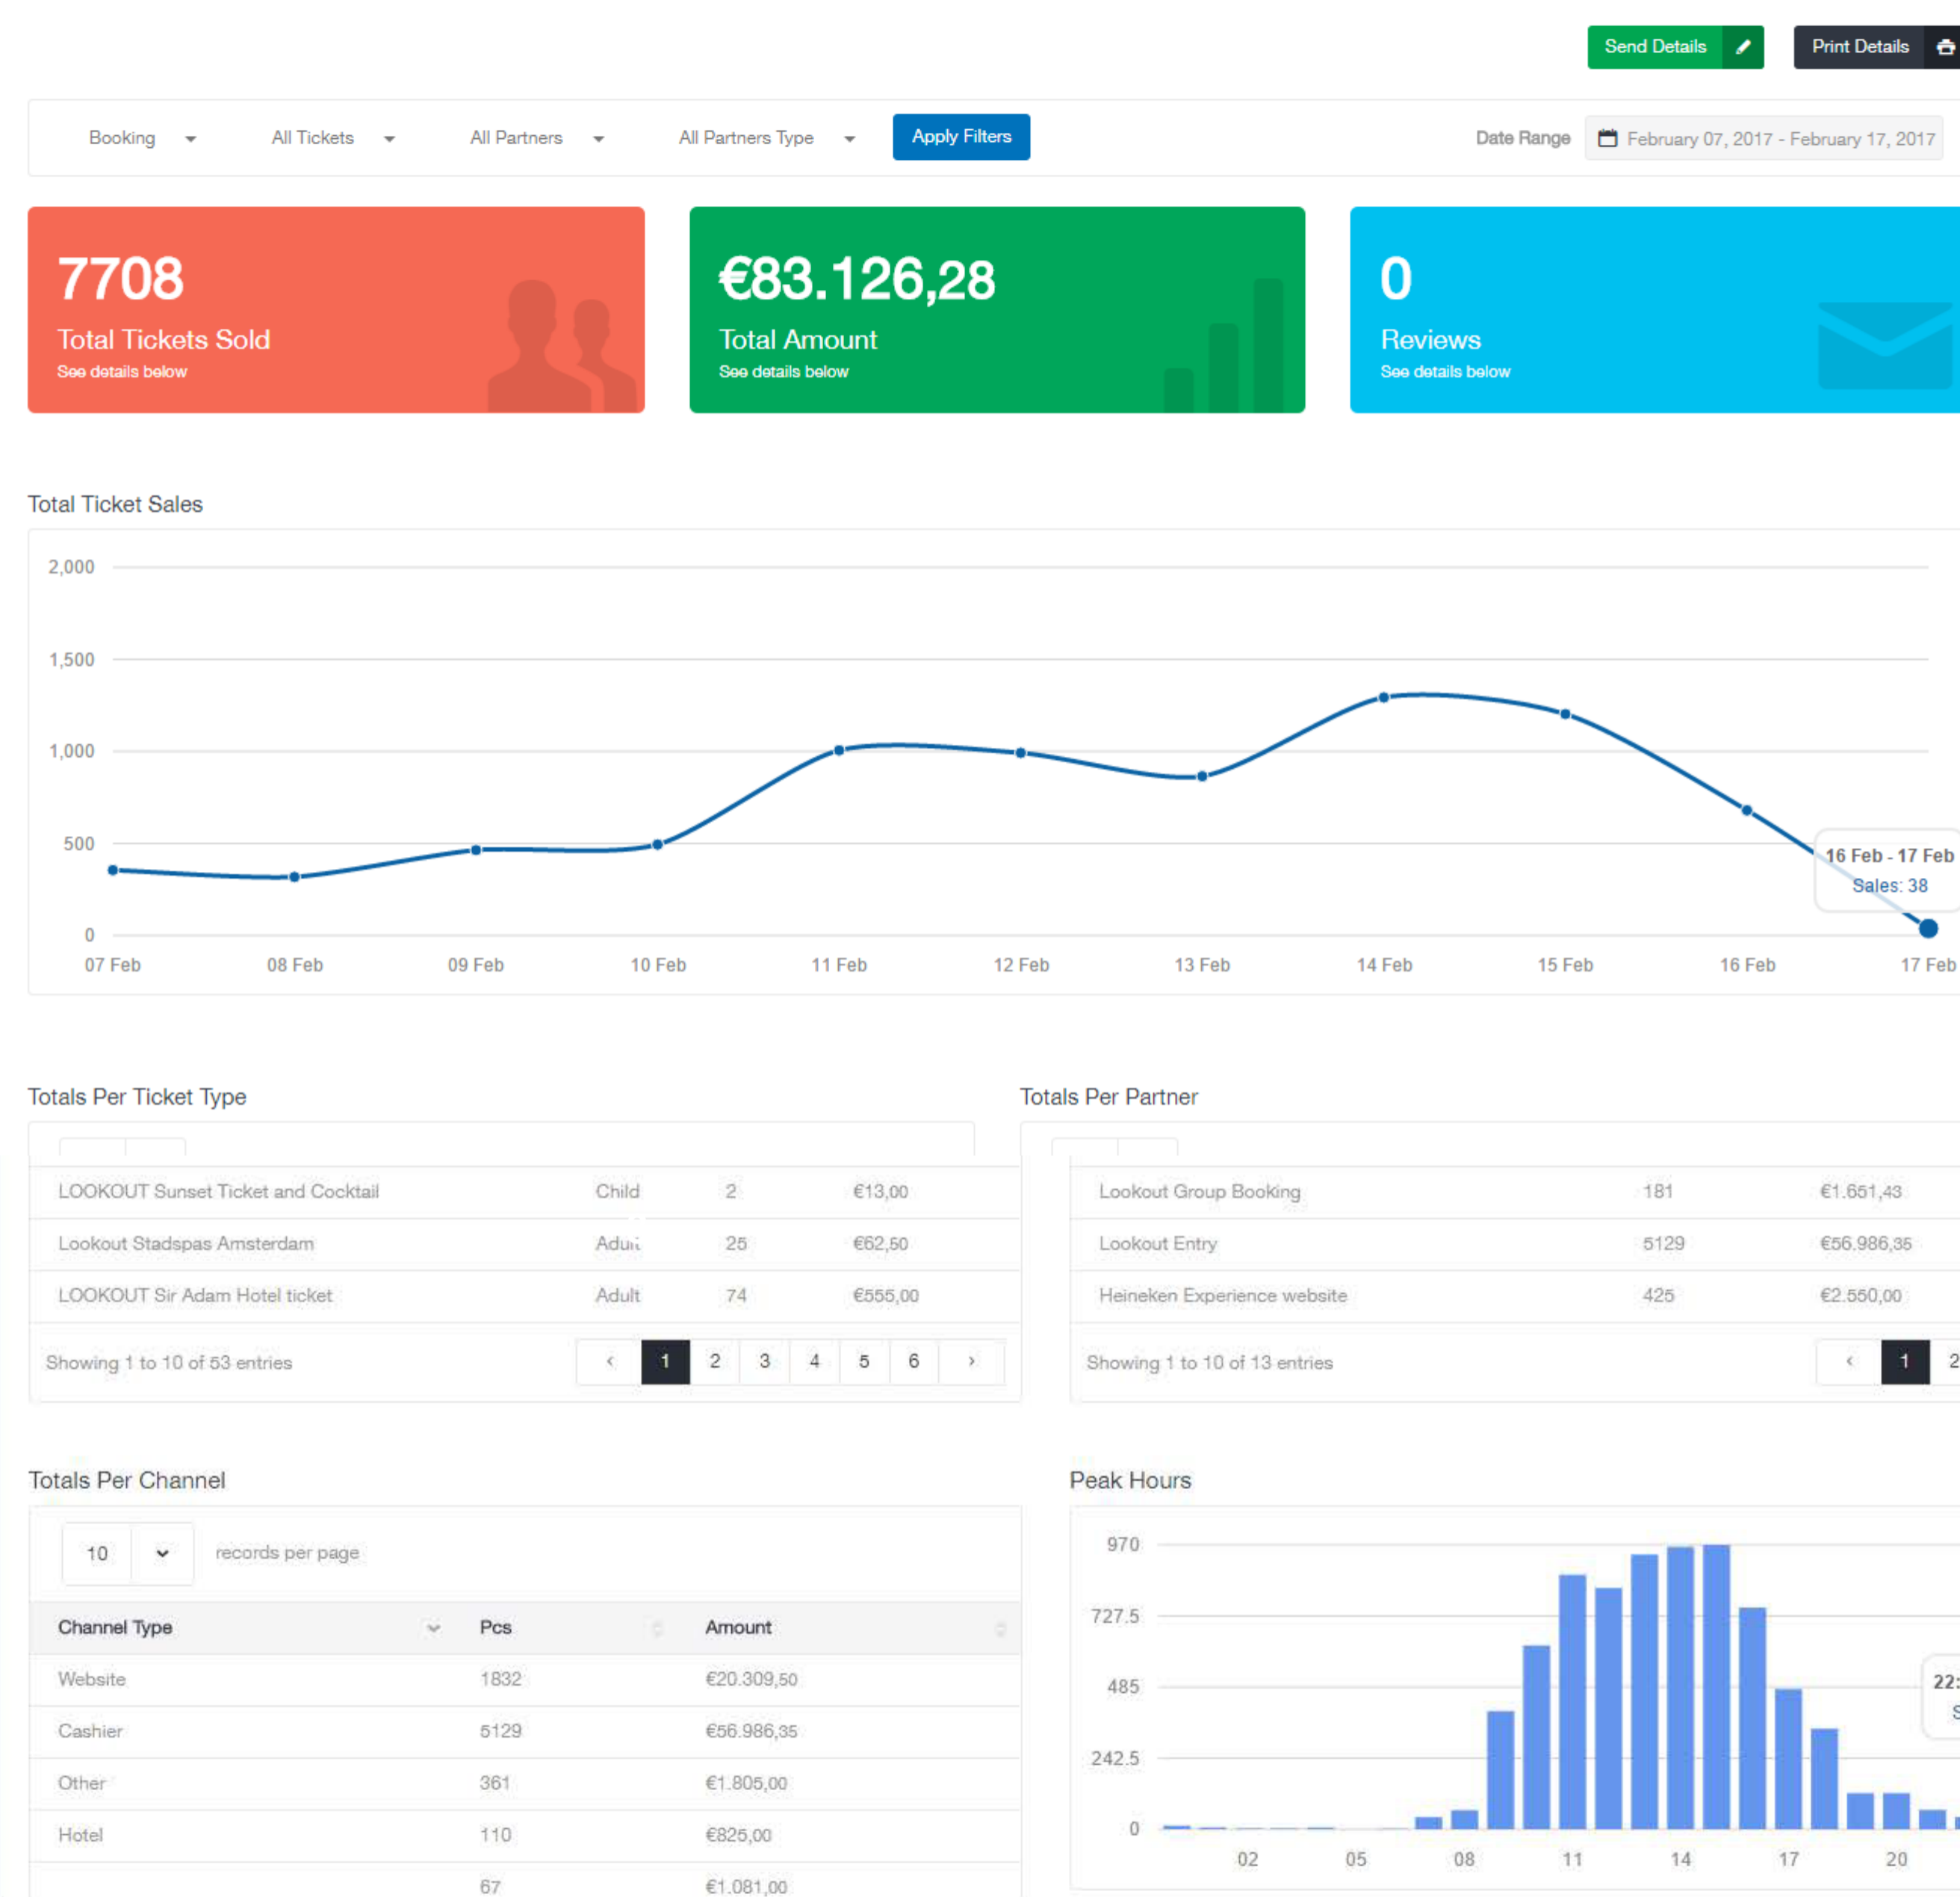 Send Details
Print Details
Booking All Tickets All Partners All Partners Type Apply Filters Date Range February 07, 2017 - February 17, 2017
7708
Total Tickets Sold
See details below
€83.126,28
Total Amount
See details below
0
Reviews
See details below
Total Ticket Sales
2,000
1,500
1,000
500
0
16 Feb - 17 Feb
Sales: 38
07 Feb 08 Feb 09 Feb 10 Feb 11 Feb 12 Feb 13 Feb 14 Feb 15 Feb 16 Feb 17 Feb
Totals Per Ticket Type
LOOKOUT Sunset Ticket and Cocktail Child 2 €13,00
Lookout Stadspas Amsterdam Adult 25 €62,50
LOOKOUT Sir Adam Hotel ticket Adult 74 €555,00
Showing 1 to 10 of 53 entries ‹ 1 2 3 4 5 6 ›
Totals Per Partner
Lookout Group Booking 181 €1.651,43
Lookout Entry 5129 €56.986,35
Heineken Experience website 425 €2.550,00
Showing 1 to 10 of 13 entries ‹ 1 2
Totals Per Channel
10 records per page
Channel Type Pcs Amount
Website 1832 €20.309,50
Cashier 5129 €56.986,35
Other 361 €1.805,00
Hotel 110 €825,00
67 €1.081,00
Peak Hours
970
727.5
485
242.5
0
22:
S
02 05 08 11 14 17 20